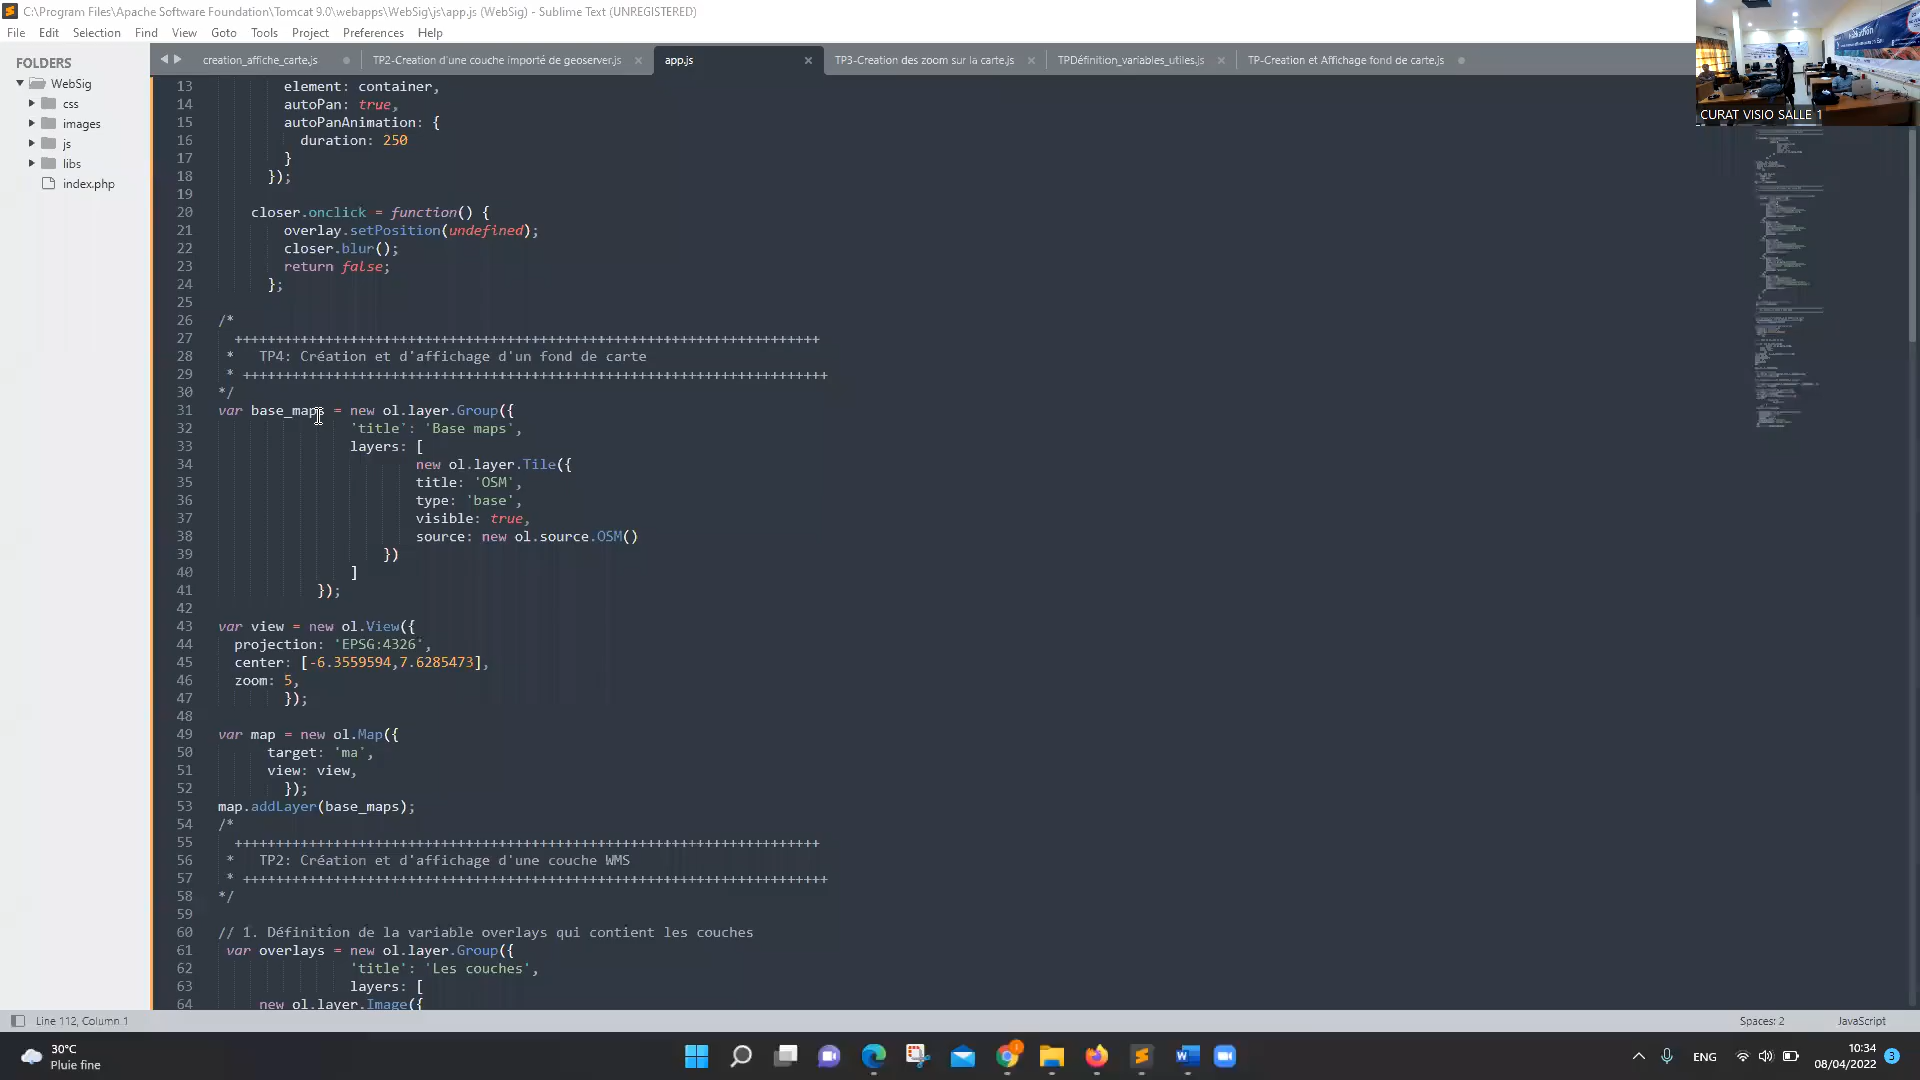 C:\Program Files\Apache Software Foundation\Tomcat 9.0\webapps\WebSig\js\app.js (WebSig) - Sublime Text (UNREGISTERED)
File Edit Selection Find View Goto Tools Project Preferences Help
FOLDERS
WebSig
css
images
js
libs
index.php
creation_affiche_carte.js
TP2-Creation d'une couche importé de geoserver.js
app.js
TP3-Creation des zoom sur la carte.js
TPDéfinition_variables_utiles.js
TP-Creation et Affichage fond de carte.js
CURAT VISIO SALLE 1
13 element: container,
14 autoPan: true,
15 autoPanAnimation: {
16 duration: 250
17 }
18 });
19
20 closer.onclick = function() {
21 overlay.setPosition(undefined);
22 closer.blur();
23 return false;
24 };
25
26 /*
27 +++++++++++++++++++++++++++++++++++++++++++++++++++++++++++++++++++++++
28 * TP4: Création et d'affichage d'un fond de carte
29 * +++++++++++++++++++++++++++++++++++++++++++++++++++++++++++++++++++++++
30 */
31 var base_maps = new ol.layer.Group({
32 'title': 'Base maps',
33 layers: [
34 new ol.layer.Tile({
35 title: 'OSM',
36 type: 'base',
37 visible: true,
38 source: new ol.source.OSM()
39 })
40 ]
41 });
42
43 var view = new ol.View({
44 projection: 'EPSG:4326',
45 center: [-6.3559594,7.6285473],
46 zoom: 5,
47 });
48
49 var map = new ol.Map({
50 target: 'ma',
51 view: view,
52 });
53 map.addLayer(base_maps);
54 /*
55 +++++++++++++++++++++++++++++++++++++++++++++++++++++++++++++++++++++++
56 * TP2: Création et d'affichage d'une couche WMS
57 * +++++++++++++++++++++++++++++++++++++++++++++++++++++++++++++++++++++++
58 */
59
60 // 1. Définition de la variable overlays qui contient les couches
61 var overlays = new ol.layer.Group({
62 'title': 'Les couches',
63 layers: [
64 new ol.layer.Image({
Line 112, Column 1
Spaces: 2
JavaScript
30°C
Pluie fine
ENG
10:34
08/04/2022
3